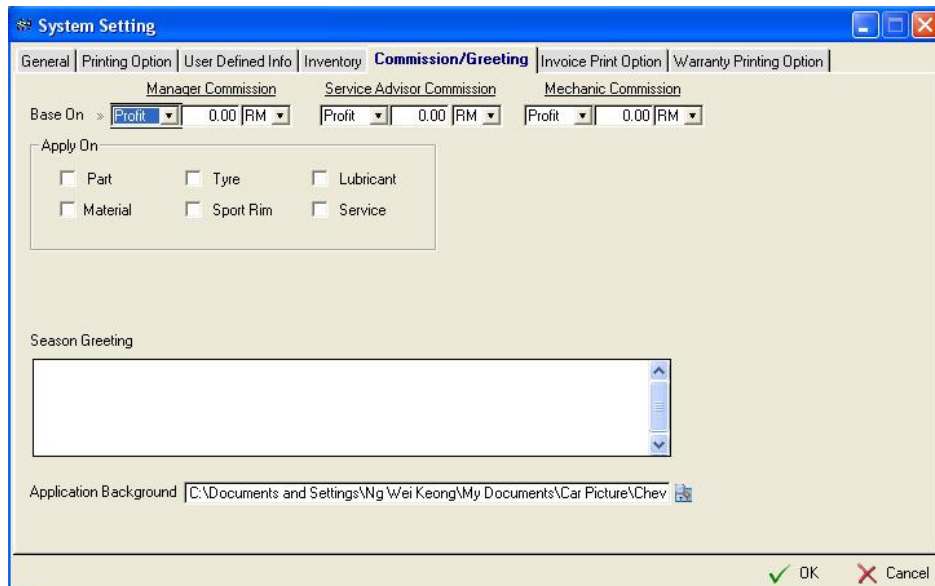 System Setting
General Printing Option User Defined Info Inventory Commission/Greeting Invoice Print Option Warranty Printing Option
Manager Commission Service Advisor Commission Mechanic Commission
Base On » Profit 0.00 RM Profit 0.00 RM Profit 0.00 RM
Apply On
Part Tyre Lubricant
Material Sport Rim Service
Season Greeting
Application Background C:\Documents and Settings\Ng Wei Keong\My Documents\Car Picture\Chev
OK Cancel